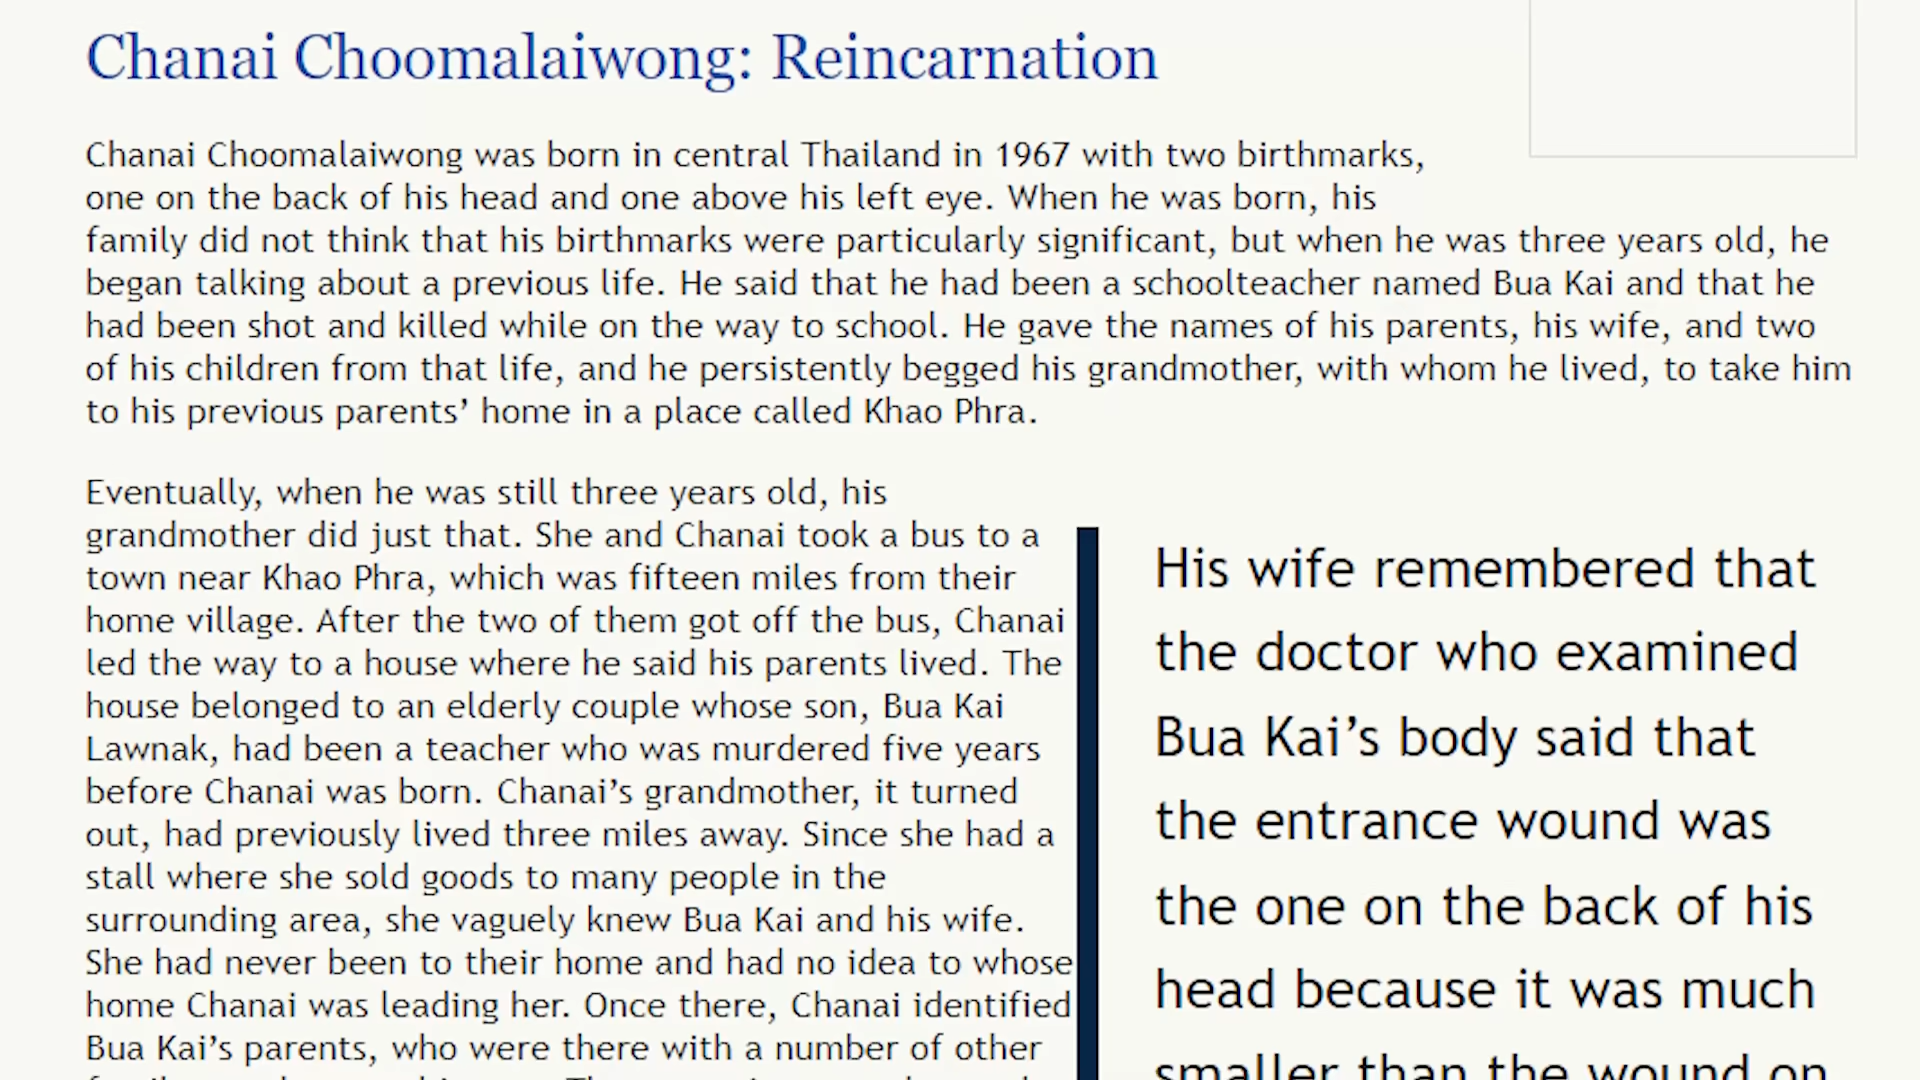 Chanai Choomalaiwong: Reincarnation
Chanai Choomalaiwong was born in central Thailand in 1967 with two birthmarks,
one on the back of his head and one above his left eye. When he was born, his
family did not think that his birthmarks were particularly significant, but when he was three years old, he
began talking about a previous life. He said that he had been a schoolteacher named Bua Kai and that he
had been shot and killed while on the way to school. He gave the names of his parents, his wife, and two
of his children from that life, and he persistently begged his grandmother, with whom he lived, to take him
to his previous parents’ home in a place called Khao Phra.
Eventually, when he was still three years old, his
grandmother did just that. She and Chanai took a bus to a
town near Khao Phra, which was fifteen miles from their
home village. After the two of them got off the bus, Chanai
led the way to a house where he said his parents lived. The
house belonged to an elderly couple whose son, Bua Kai
Lawnak, had been a teacher who was murdered five years
before Chanai was born. Chanai’s grandmother, it turned
out, had previously lived three miles away. Since she had a
stall where she sold goods to many people in the
surrounding area, she vaguely knew Bua Kai and his wife.
She had never been to their home and had no idea to whose
home Chanai was leading her. Once there, Chanai identified
Bua Kai’s parents, who were there with a number of other
His wife remembered that
the doctor who examined
Bua Kai’s body said that
the entrance wound was
the one on the back of his
head because it was much
smaller than the wound on